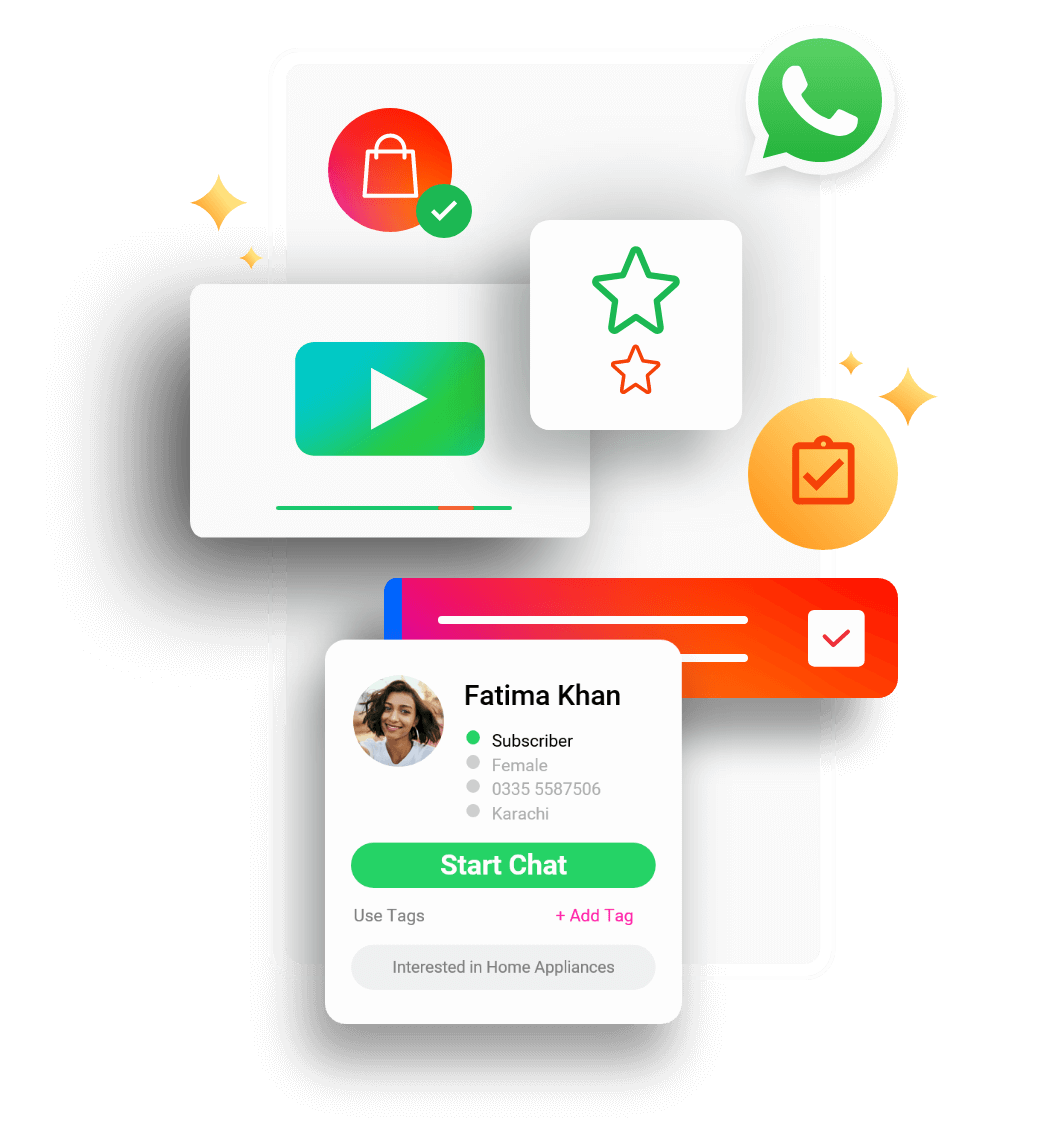 Fatima Khan
Subscriber
Female
0335 5587506
Karachi
Start Chat
Use Tags
+ Add Tag
Interested in Home Appliances